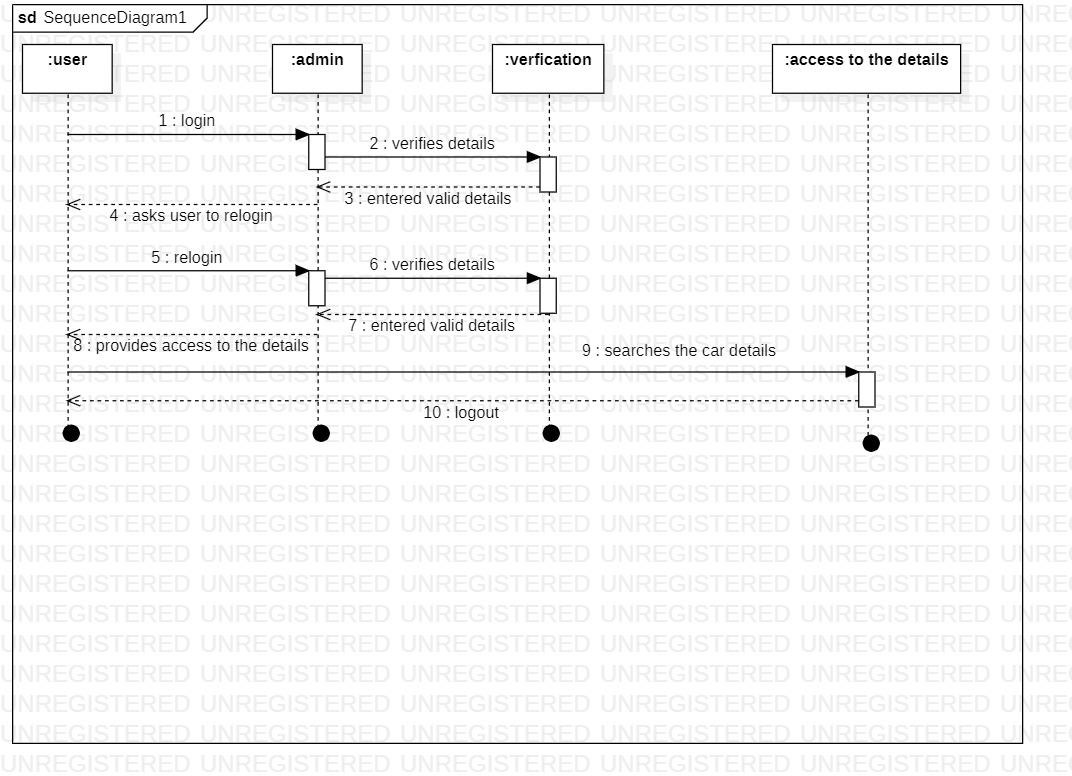 sd SequenceDiagram1
:user
:admin
:verfication
:access to the details
1 : login
2 : verifies details
3 : entered valid details
4 : asks user to relogin
5 : relogin
6 : verifies details
7 : entered valid details
8 : provides access to the details
9 : searches the car details
10 : logout
UNREGISTERED